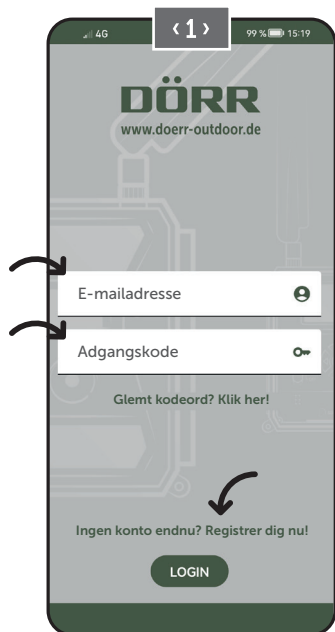 4G
‹ 1 ›
99 % 15:19
DÖRR
www.doerr-outdoor.de
E-mailadresse
Adgangskode
Glemt kodeord? Klik her!
Ingen konto endnu? Registrer dig nu!
LOGIN